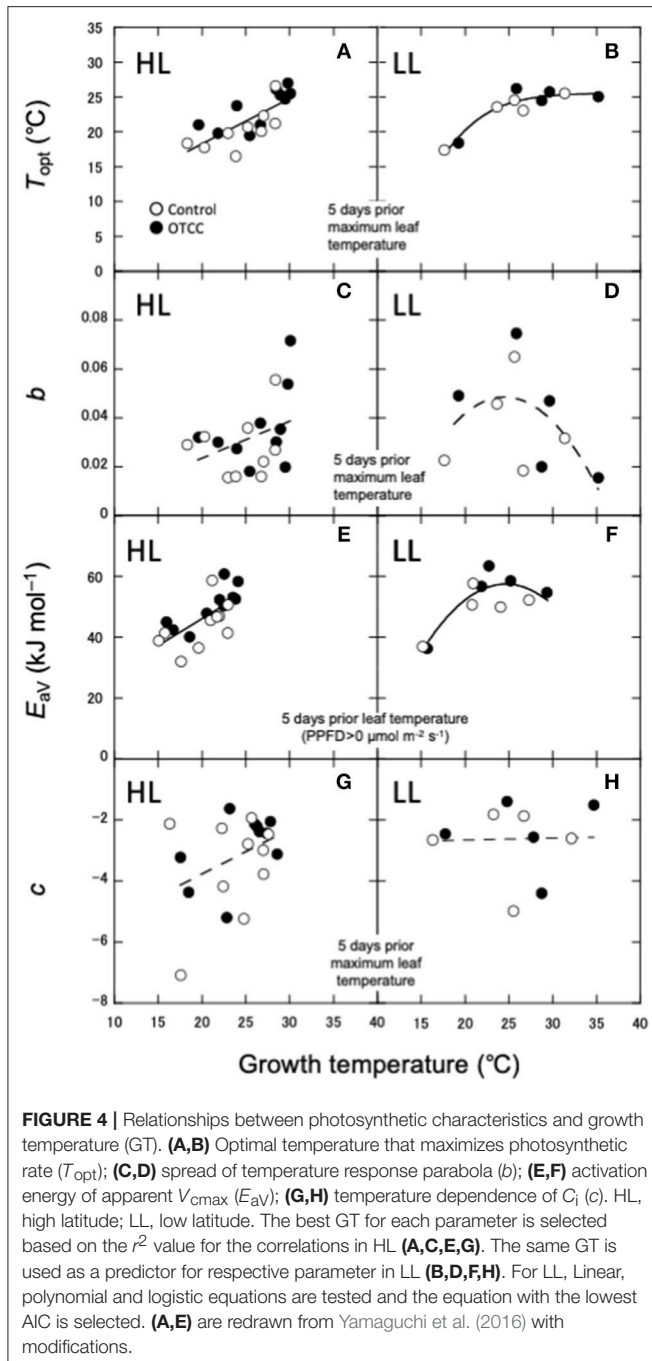 HL A LL B
35
30
25
20
15
10
5
0
T_opt (°C)
○ Control
● OTCC
5 days prior
maximum leaf
temperature
HL C LL D
0.08
0.06
0.04
0.02
0
b
5 days prior
maximum leaf
temperature
HL E LL F
60
40
20
0
E_aV (kJ mol⁻¹)
5 days prior leaf temperature
(PPFD>0 μmol m⁻² s⁻¹)
HL G LL H
−2
−4
−6
−8
c
5 days prior
maximum leaf
temperature
10 15 20 25 30 35 40 15 20 25 30 35 40
Growth temperature (°C)
FIGURE 4 | Relationships between photosynthetic characteristics and growth
temperature (GT). (A,B) Optimal temperature that maximizes photosynthetic
rate (T_opt); (C,D) spread of temperature response parabola (b); (E,F) activation
energy of apparent V_cmax (E_aV); (G,H) temperature dependence of C_i (c). HL,
high latitude; LL, low latitude. The best GT for each parameter is selected
based on the r² value for the correlations in HL (A,C,E,G). The same GT is
used as a predictor for respective parameter in LL (B,D,F,H). For LL, Linear,
polynomial and logistic equations are tested and the equation with the lowest
AIC is selected. (A,E) are redrawn from Yamaguchi et al. (2016) with
modifications.